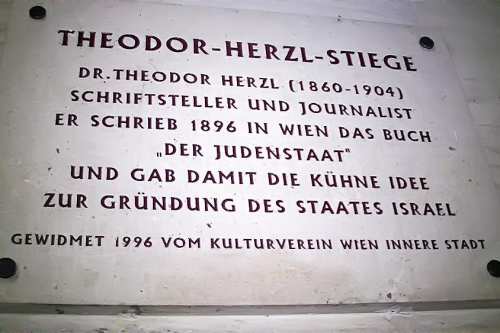 THEODOR-HERZL-STIEGE
DR.THEODOR HERZL (1860-1904)
SCHRIFTSTELLER UND JOURNALIST
ER SCHRIEB 1896 IN WIEN DAS BUCH
„DER JUDENSTAAT"
UND GAB DAMIT DIE KÜHNE IDEE
ZUR GRÜNDUNG DES STAATES ISRAEL
GEWIDMET 1996 VOM KULTURVEREIN WIEN INNERE STADT